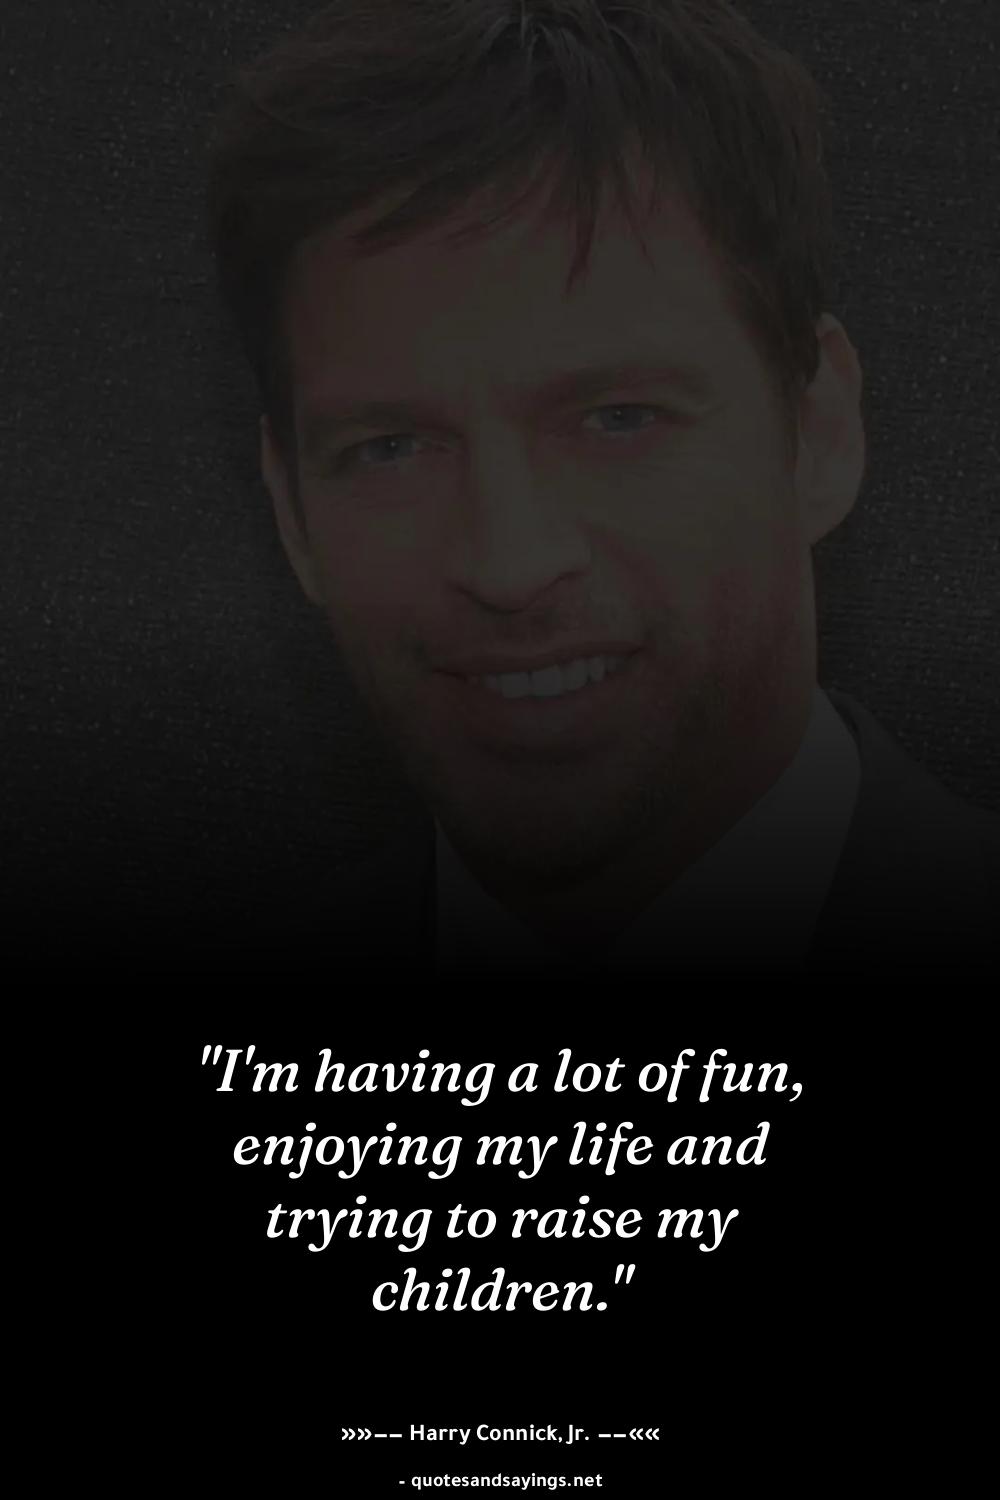 "I'm having a lot of fun,
enjoying my life and
trying to raise my
children."
»»−− Harry Connick, Jr. −−««
- quotesandsayings.net